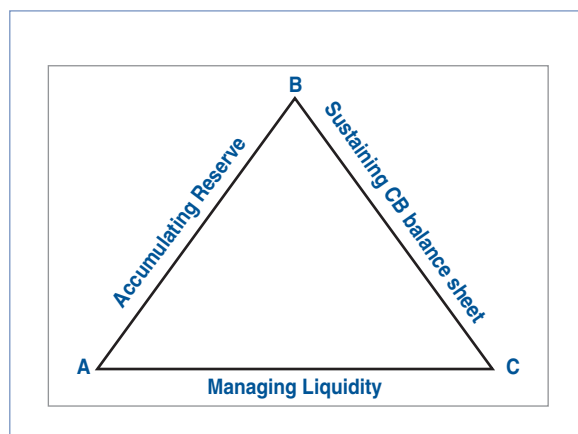 B
Accumulating Reserve
Sustaining CB balance sheet
A
C
Managing Liquidity